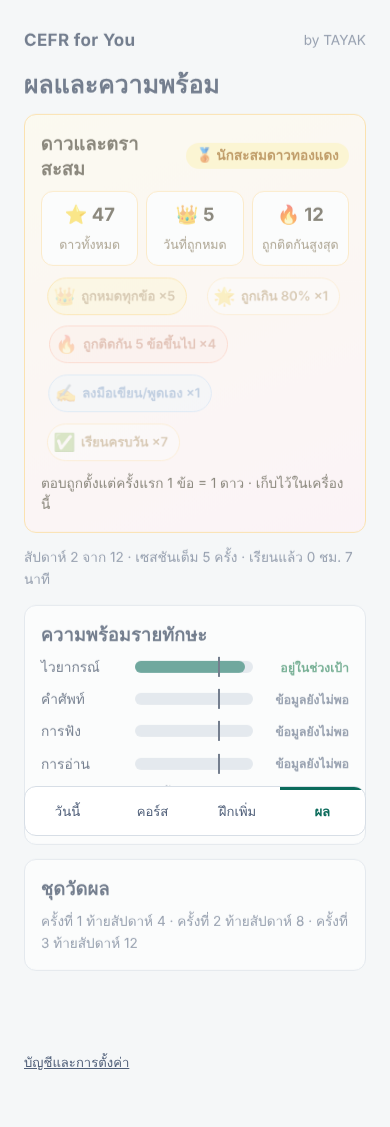 CEFR for You
by TAYAK
ผลและความพร้อม
ดาวและตรา
สะสม
🥉 นักสะสมดาวทองแดง
⭐ 47
👑 5
🔥 12
ดาวทั้งหมด
วันที่ถูกหมด
ถูกติดกันสูงสุด
👑 ถูกหมดทุกข้อ ×5
🌟 ถูกเกิน 80% ×1
🔥 ถูกติดกัน 5 ข้อขึ้นไป ×4
✍️ ลงมือเขียน/พูดเอง ×1
✅ เรียนครบวัน ×7
ตอบถูกตั้งแต่ครั้งแรก 1 ข้อ = 1 ดาว · เก็บไว้ในเครื่อง
นี้
สัปดาห์ 2 จาก 12 · เซสชันเต็ม 5 ครั้ง · เรียนแล้ว 0 ชม. 7
นาที
ความพร้อมรายทักษะ
ไวยากรณ์
อยู่ในช่วงเป้า
คำศัพท์
ข้อมูลยังไม่พอ
การฟัง
ข้อมูลยังไม่พอ
การอ่าน
ข้อมูลยังไม่พอ
วันนี้
คอร์ส
ฝึกเพิ่ม
ผล
ชุดวัดผล
ครั้งที่ 1 ท้ายสัปดาห์ 4 · ครั้งที่ 2 ท้ายสัปดาห์ 8 · ครั้งที่
3 ท้ายสัปดาห์ 12
บัญชีและการตั้งค่า